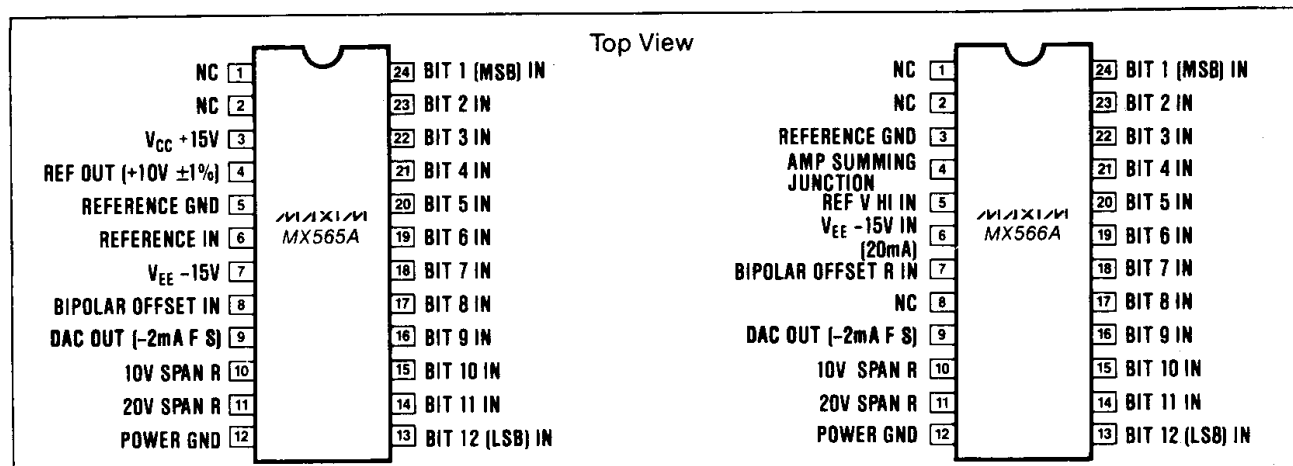 Top View
NC 1
NC 2
V_CC +15V 3
REF OUT (+10V ±1%) 4
REFERENCE GND 5
REFERENCE IN 6
V_EE -15V 7
BIPOLAR OFFSET IN 8
DAC OUT (-2mA F S) 9
10V SPAN R 10
20V SPAN R 11
POWER GND 12
MAXIM
MX565A
24 BIT 1 (MSB) IN
23 BIT 2 IN
22 BIT 3 IN
21 BIT 4 IN
20 BIT 5 IN
19 BIT 6 IN
18 BIT 7 IN
17 BIT 8 IN
16 BIT 9 IN
15 BIT 10 IN
14 BIT 11 IN
13 BIT 12 (LSB) IN
NC 1
NC 2
REFERENCE GND 3
AMP SUMMING 4
JUNCTION
REF V HI IN 5
V_EE -15V IN 6
(20mA)
BIPOLAR OFFSET R IN 7
NC 8
DAC OUT (-2mA F S) 9
10V SPAN R 10
20V SPAN R 11
POWER GND 12
MAXIM
MX566A
24 BIT 1 (MSB) IN
23 BIT 2 IN
22 BIT 3 IN
21 BIT 4 IN
20 BIT 5 IN
19 BIT 6 IN
18 BIT 7 IN
17 BIT 8 IN
16 BIT 9 IN
15 BIT 10 IN
14 BIT 11 IN
13 BIT 12 (LSB) IN